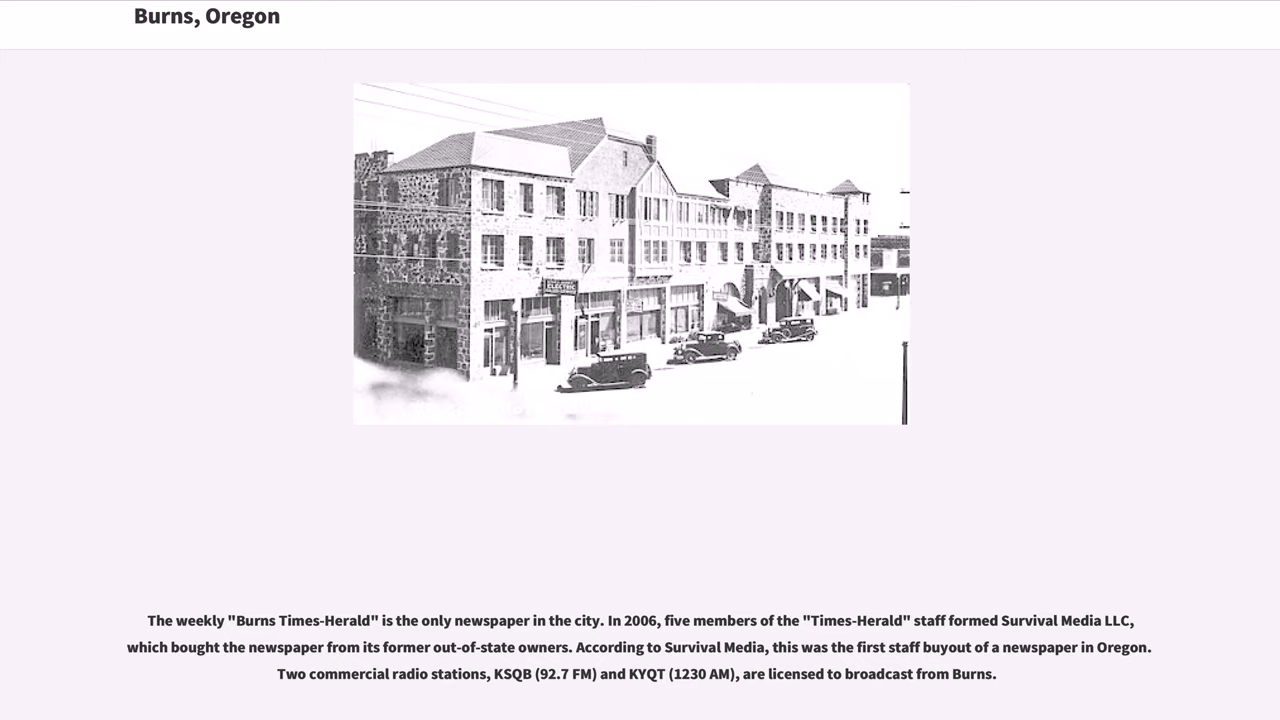 Burns, Oregon
ELECTRIC
The weekly "Burns Times-Herald" is the only newspaper in the city. In 2006, five members of the "Times-Herald" staff formed Survival Media LLC,
which bought the newspaper from its former out-of-state owners. According to Survival Media, this was the first staff buyout of a newspaper in Oregon.
Two commercial radio stations, KSQB (92.7 FM) and KYQT (1230 AM), are licensed to broadcast from Burns.